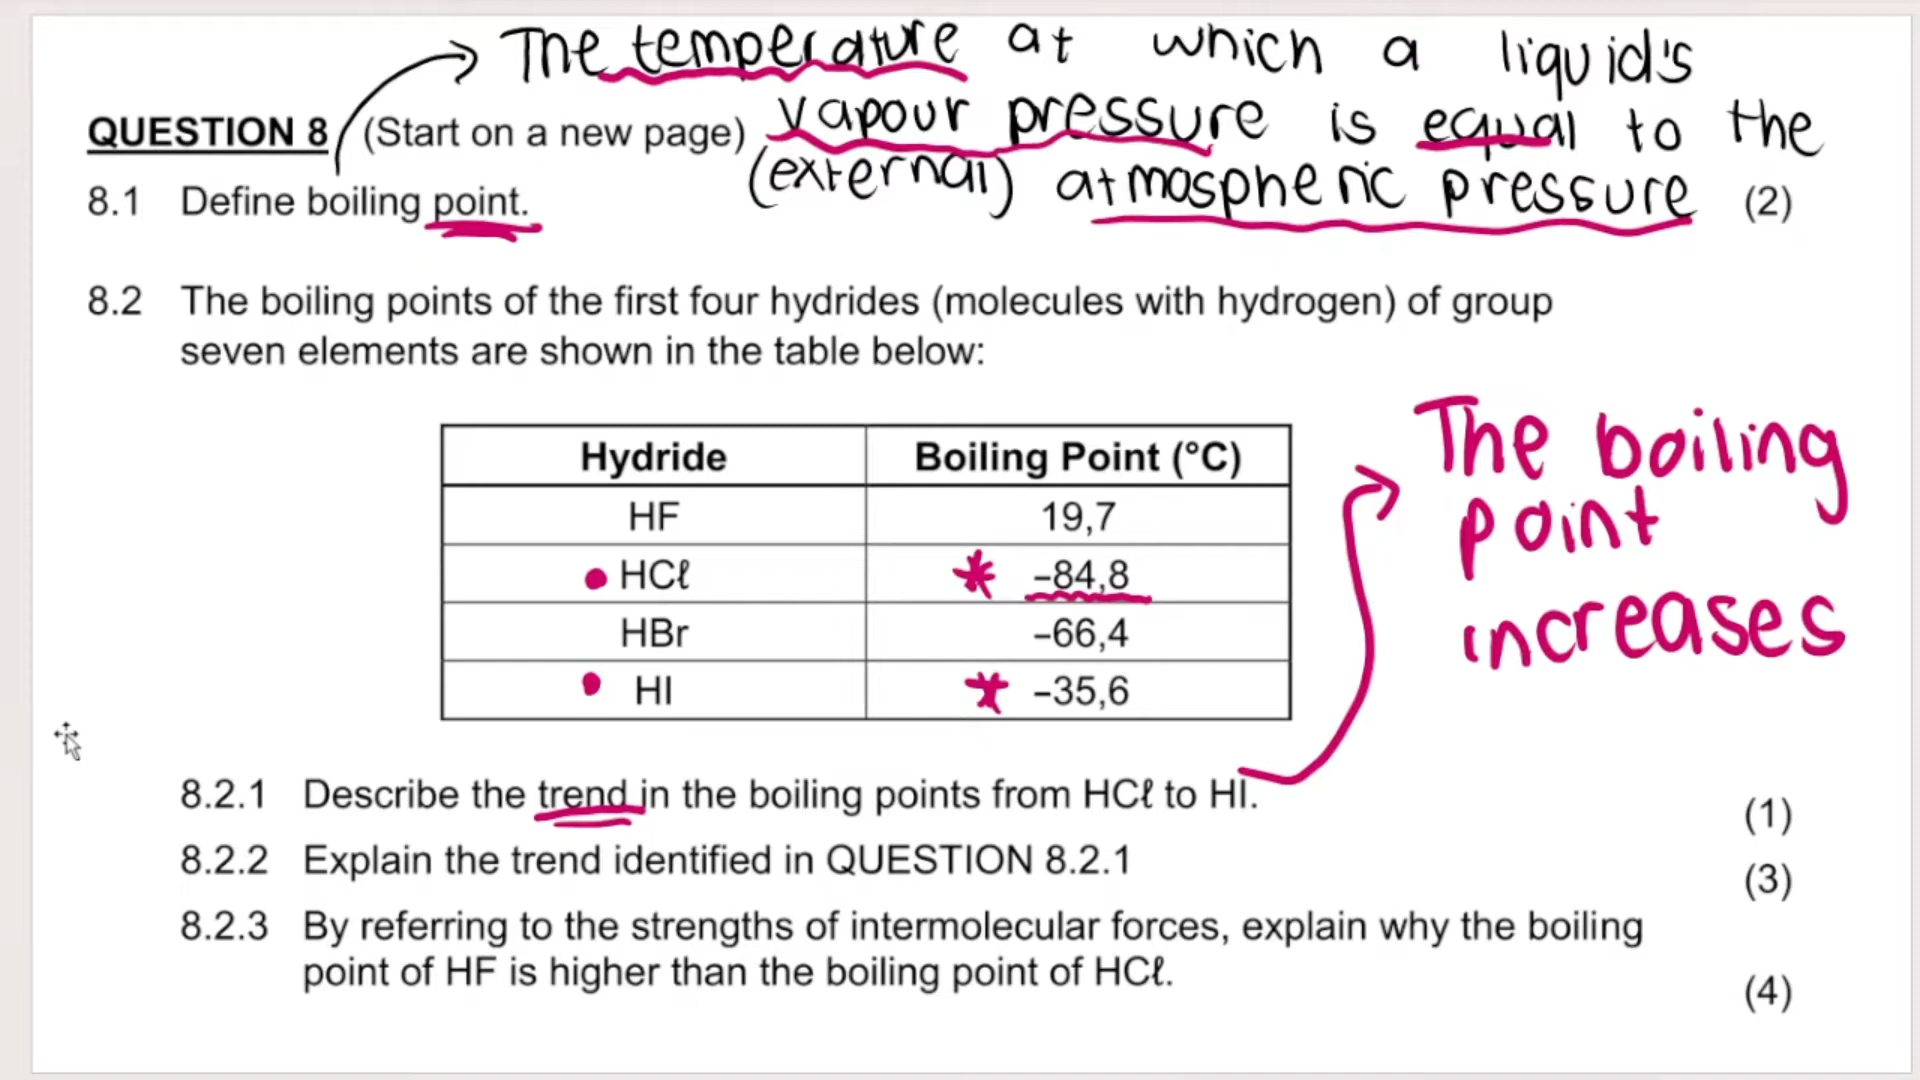 The temperature at which a liquid's
vapour pressure is equal to the
(external) atmospheric pressure
QUESTION 8 (Start on a new page)
8.1 Define boiling point. (2)
8.2 The boiling points of the first four hydrides (molecules with hydrogen) of group
seven elements are shown in the table below:
Hydride Boiling Point (°C)
HF 19,7
HCℓ –84,8
HBr –66,4
HI –35,6
The boiling
point
increases
8.2.1 Describe the trend in the boiling points from HCℓ to HI. (1)
8.2.2 Explain the trend identified in QUESTION 8.2.1 (3)
8.2.3 By referring to the strengths of intermolecular forces, explain why the boiling
point of HF is higher than the boiling point of HCℓ. (4)